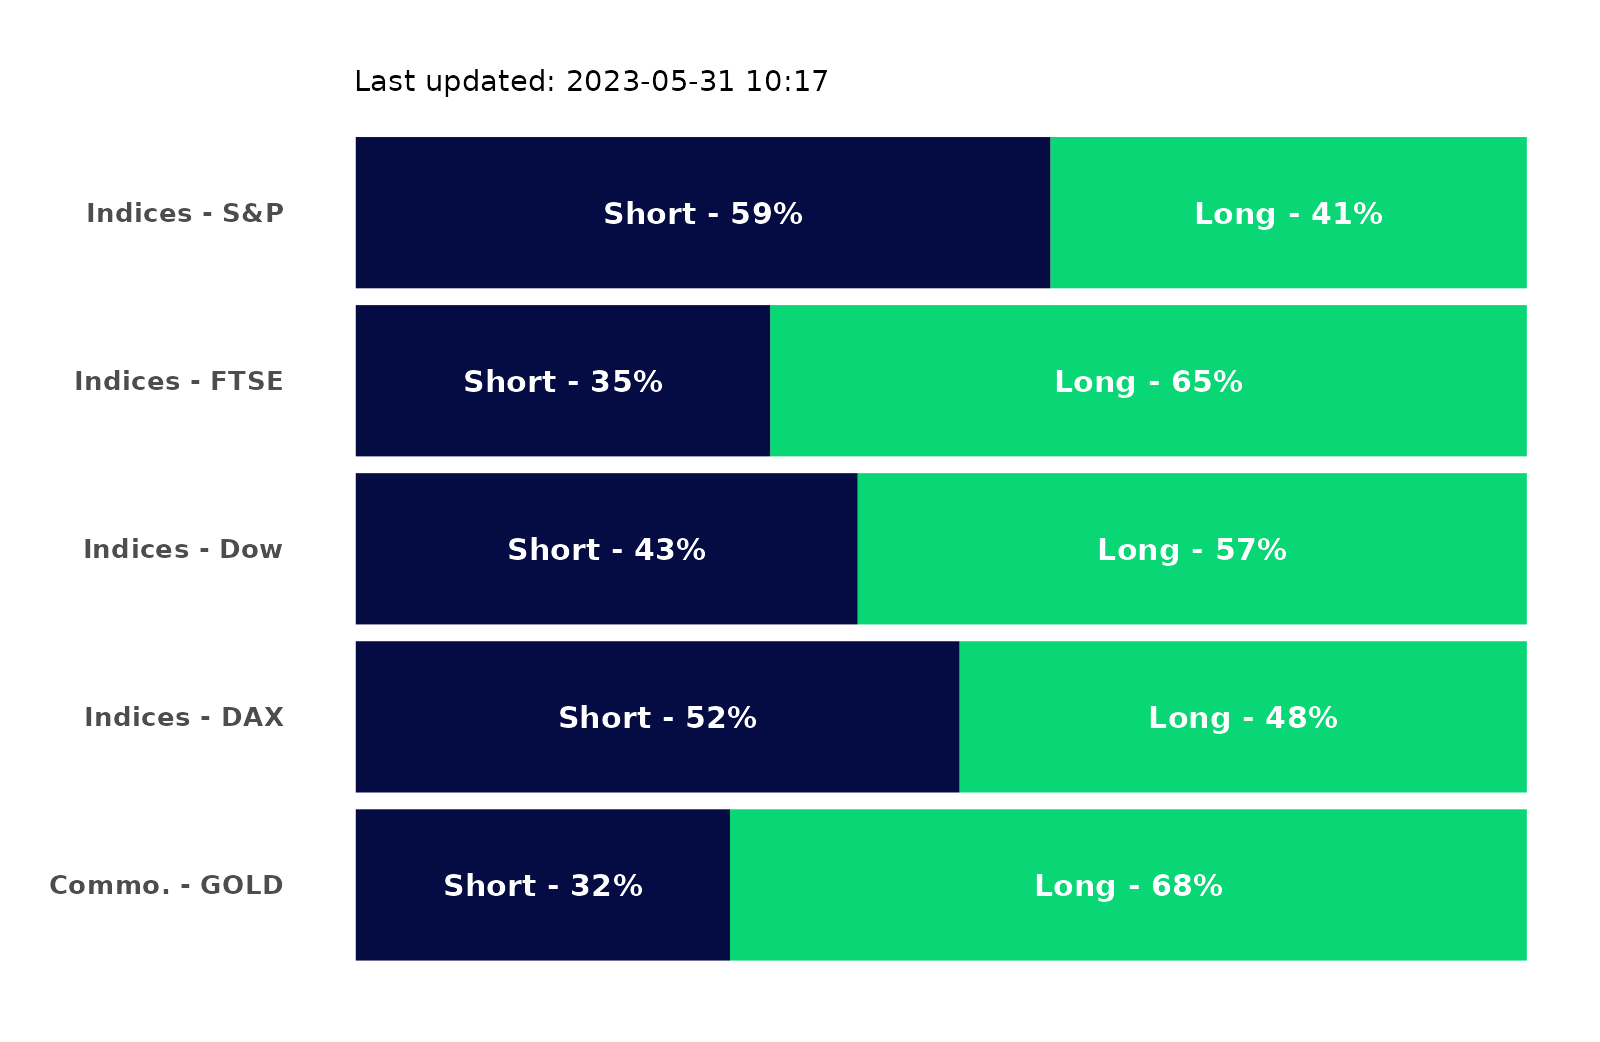 Last updated: 2023-05-31 10:17
Indices - S&P Short - 59% Long - 41%
Indices - FTSE Short - 35% Long - 65%
Indices - Dow Short - 43% Long - 57%
Indices - DAX Short - 52% Long - 48%
Commo. - GOLD Short - 32% Long - 68%